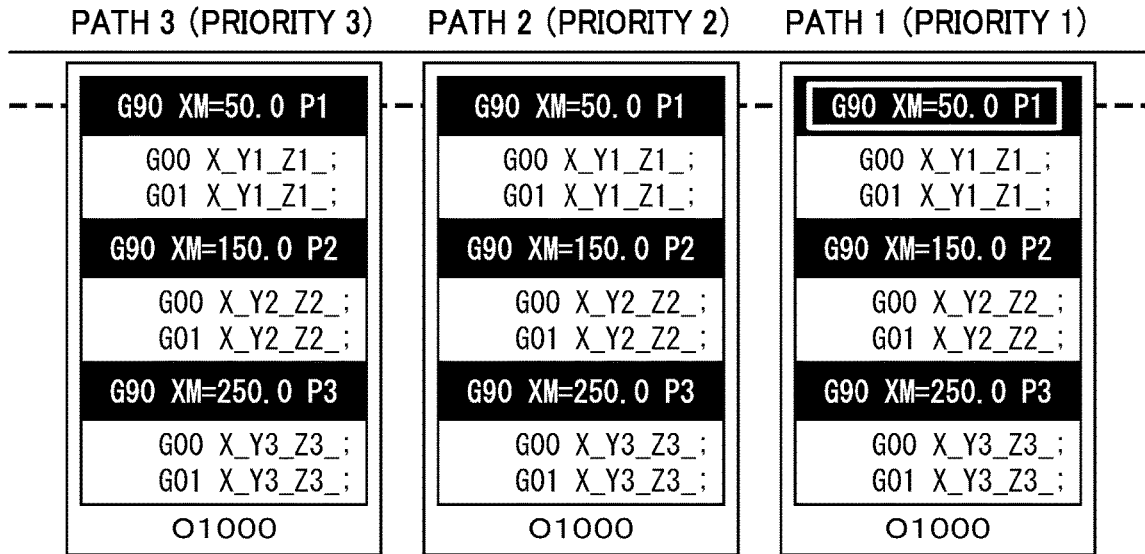 PATH 3 (PRIORITY 3) PATH 2 (PRIORITY 2) PATH 1 (PRIORITY 1)
G90 XM=50.0 P1
G00 X_Y1_Z1_;
G01 X_Y1_Z1_;
G90 XM=150.0 P2
G00 X_Y2_Z2_;
G01 X_Y2_Z2_;
G90 XM=250.0 P3
G00 X_Y3_Z3_;
G01 X_Y3_Z3_;
O1000
G90 XM=50.0 P1
G00 X_Y1_Z1_;
G01 X_Y1_Z1_;
G90 XM=150.0 P2
G00 X_Y2_Z2_;
G01 X_Y2_Z2_;
G90 XM=250.0 P3
G00 X_Y3_Z3_;
G01 X_Y3_Z3_;
O1000
G90 XM=50.0 P1
G00 X_Y1_Z1_;
G01 X_Y1_Z1_;
G90 XM=150.0 P2
G00 X_Y2_Z2_;
G01 X_Y2_Z2_;
G90 XM=250.0 P3
G00 X_Y3_Z3_;
G01 X_Y3_Z3_;
O1000